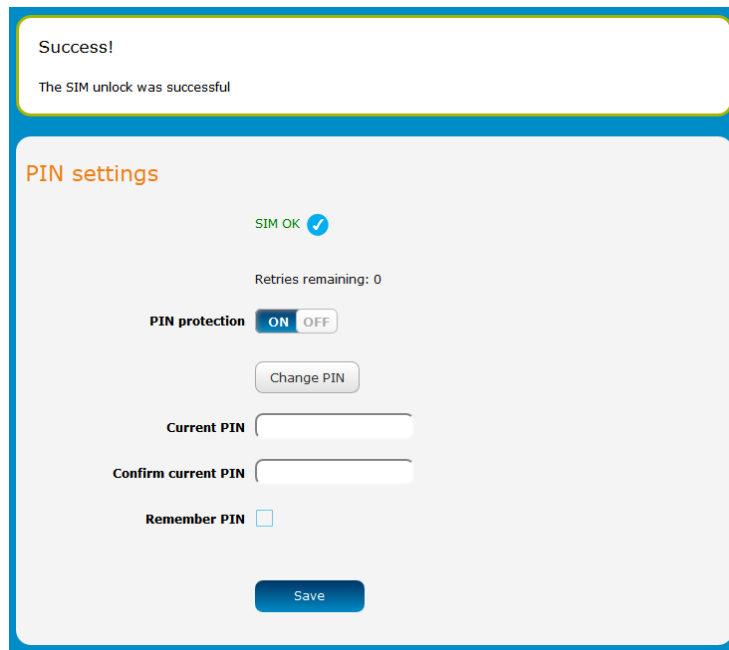 Success!
The SIM unlock was successful
PIN settings
SIM OK
Retries remaining: 0
PIN protection ON OFF
Change PIN
Current PIN
Confirm current PIN
Remember PIN
Save